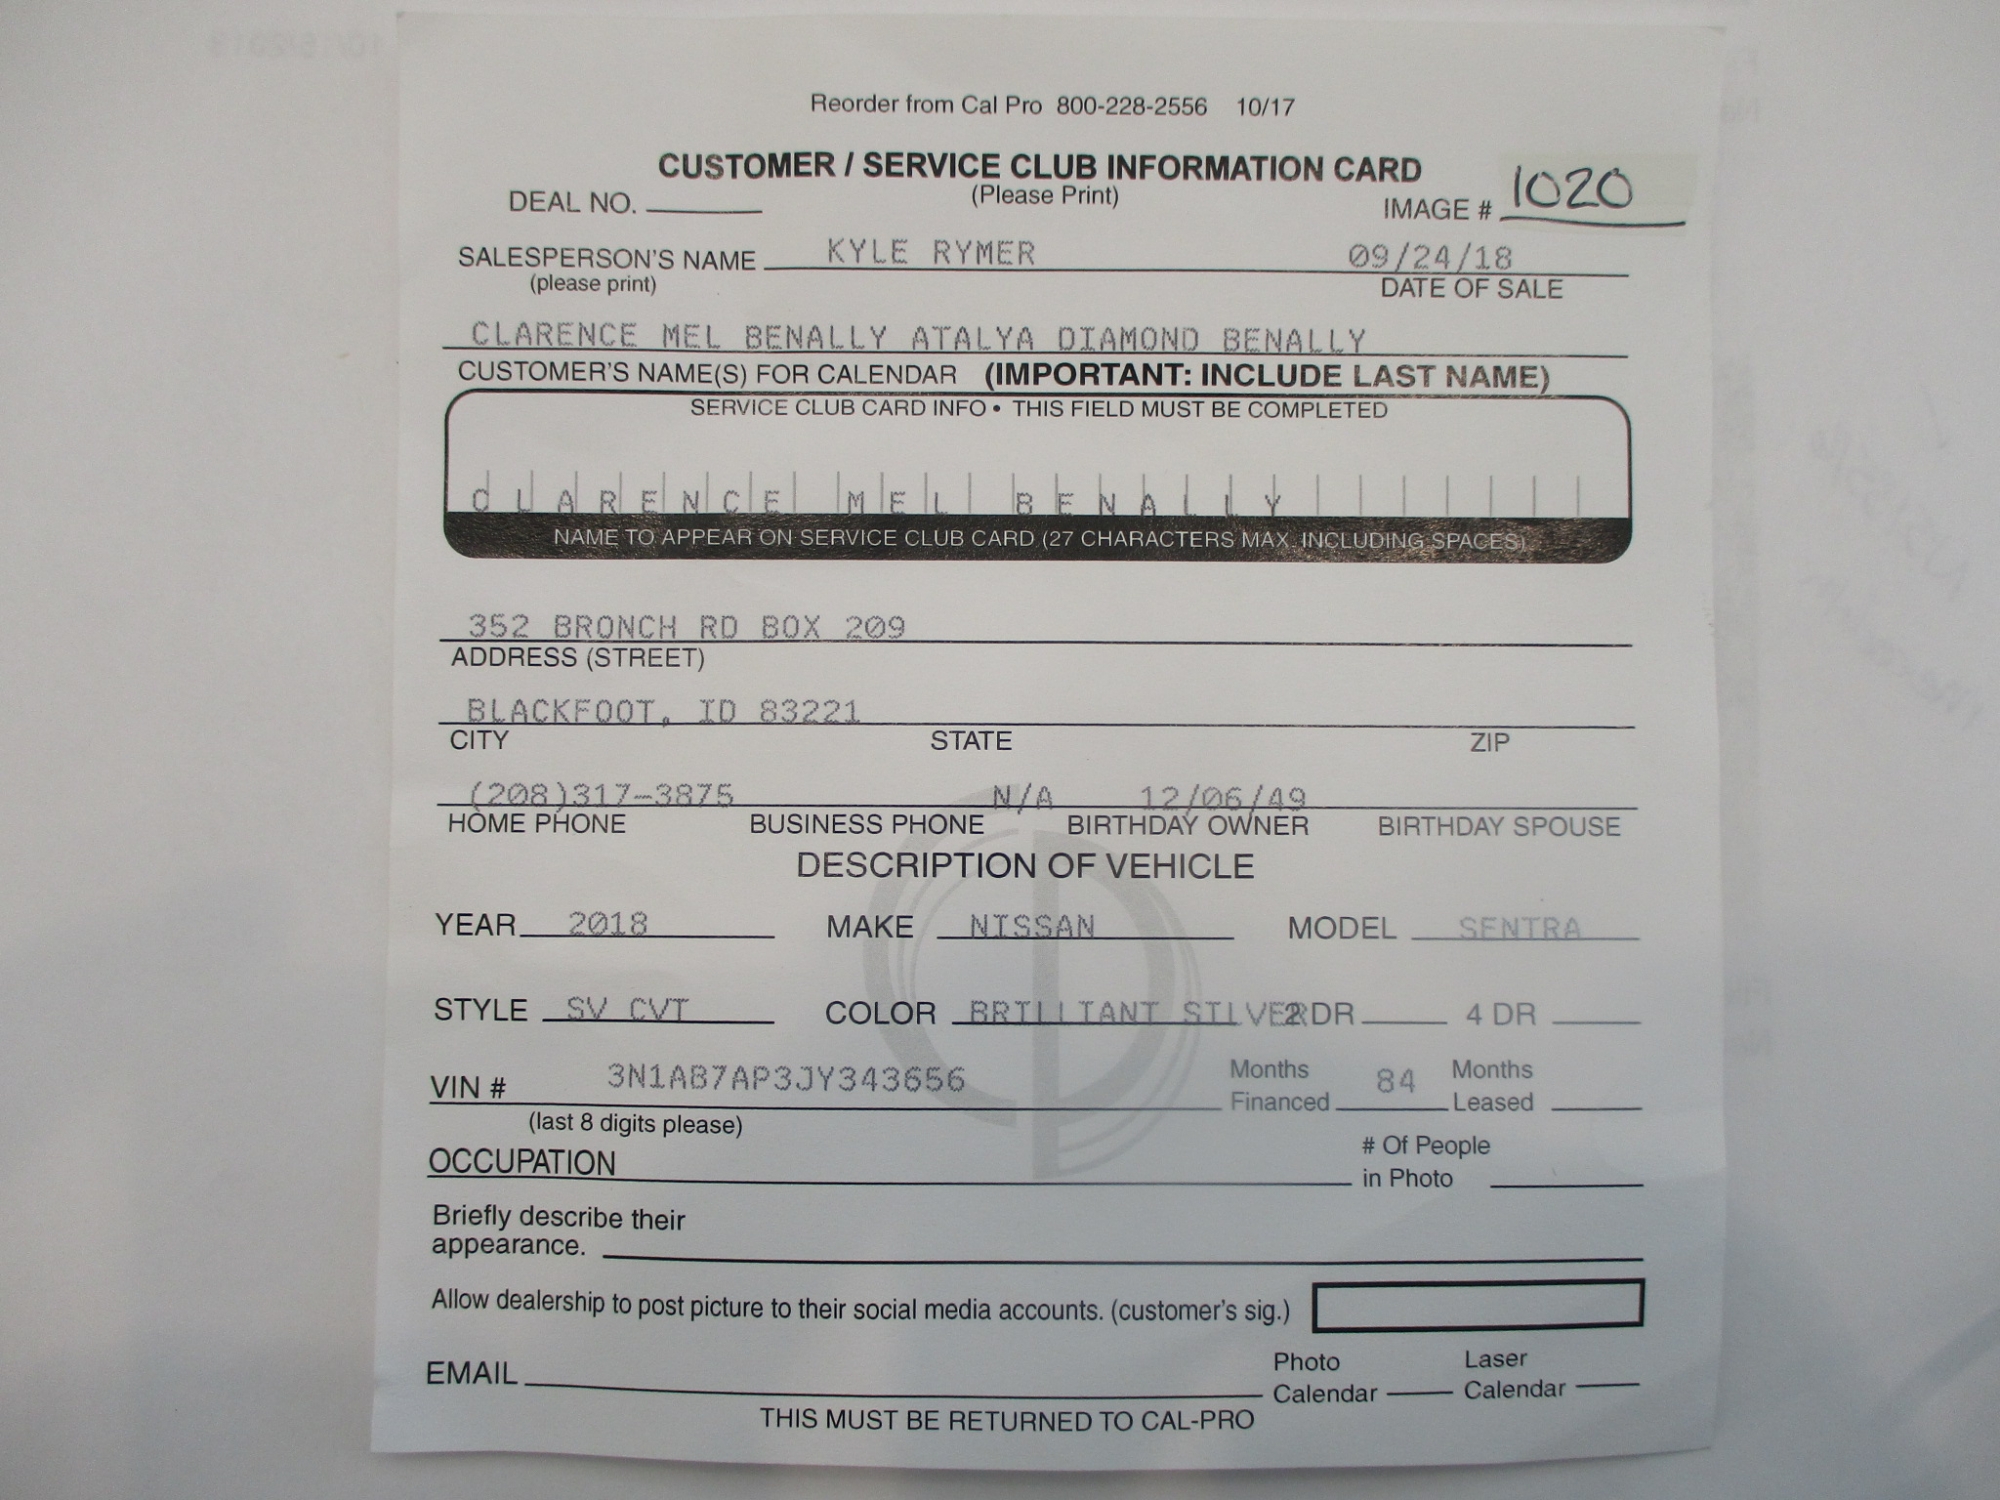 Reorder from Cal Pro 800-228-2556 10/17
CUSTOMER / SERVICE CLUB INFORMATION CARD
(Please Print)
DEAL NO. IMAGE # 1020
SALESPERSON'S NAME KYLE RYMER 09/24/18
(please print) DATE OF SALE
CLARENCE MEL BENALLY ATALYA DIAMOND BENALLY
CUSTOMER'S NAME(S) FOR CALENDAR (IMPORTANT: INCLUDE LAST NAME)
SERVICE CLUB CARD INFO • THIS FIELD MUST BE COMPLETED
CLARENCE MEL BENALLY
NAME TO APPEAR ON SERVICE CLUB CARD (27 CHARACTERS MAX. INCLUDING SPACES)
352 BRONCH RD BOX 209
ADDRESS (STREET)
BLACKFOOT, ID 83221
CITY STATE ZIP
(208)317-3875 N/A 12/06/49
HOME PHONE BUSINESS PHONE BIRTHDAY OWNER BIRTHDAY SPOUSE
DESCRIPTION OF VEHICLE
YEAR 2018 MAKE NISSAN MODEL SENTRA
STYLE SV CVT COLOR BRILLIANT SILVER 2 DR 4 DR
VIN # 3N1AB7AP3JY343656 Months Financed 84 Months Leased
(last 8 digits please)
OCCUPATION # Of People in Photo
Briefly describe their
appearance.
Allow dealership to post picture to their social media accounts. (customer's sig.)
EMAIL Photo Calendar Laser Calendar
THIS MUST BE RETURNED TO CAL-PRO